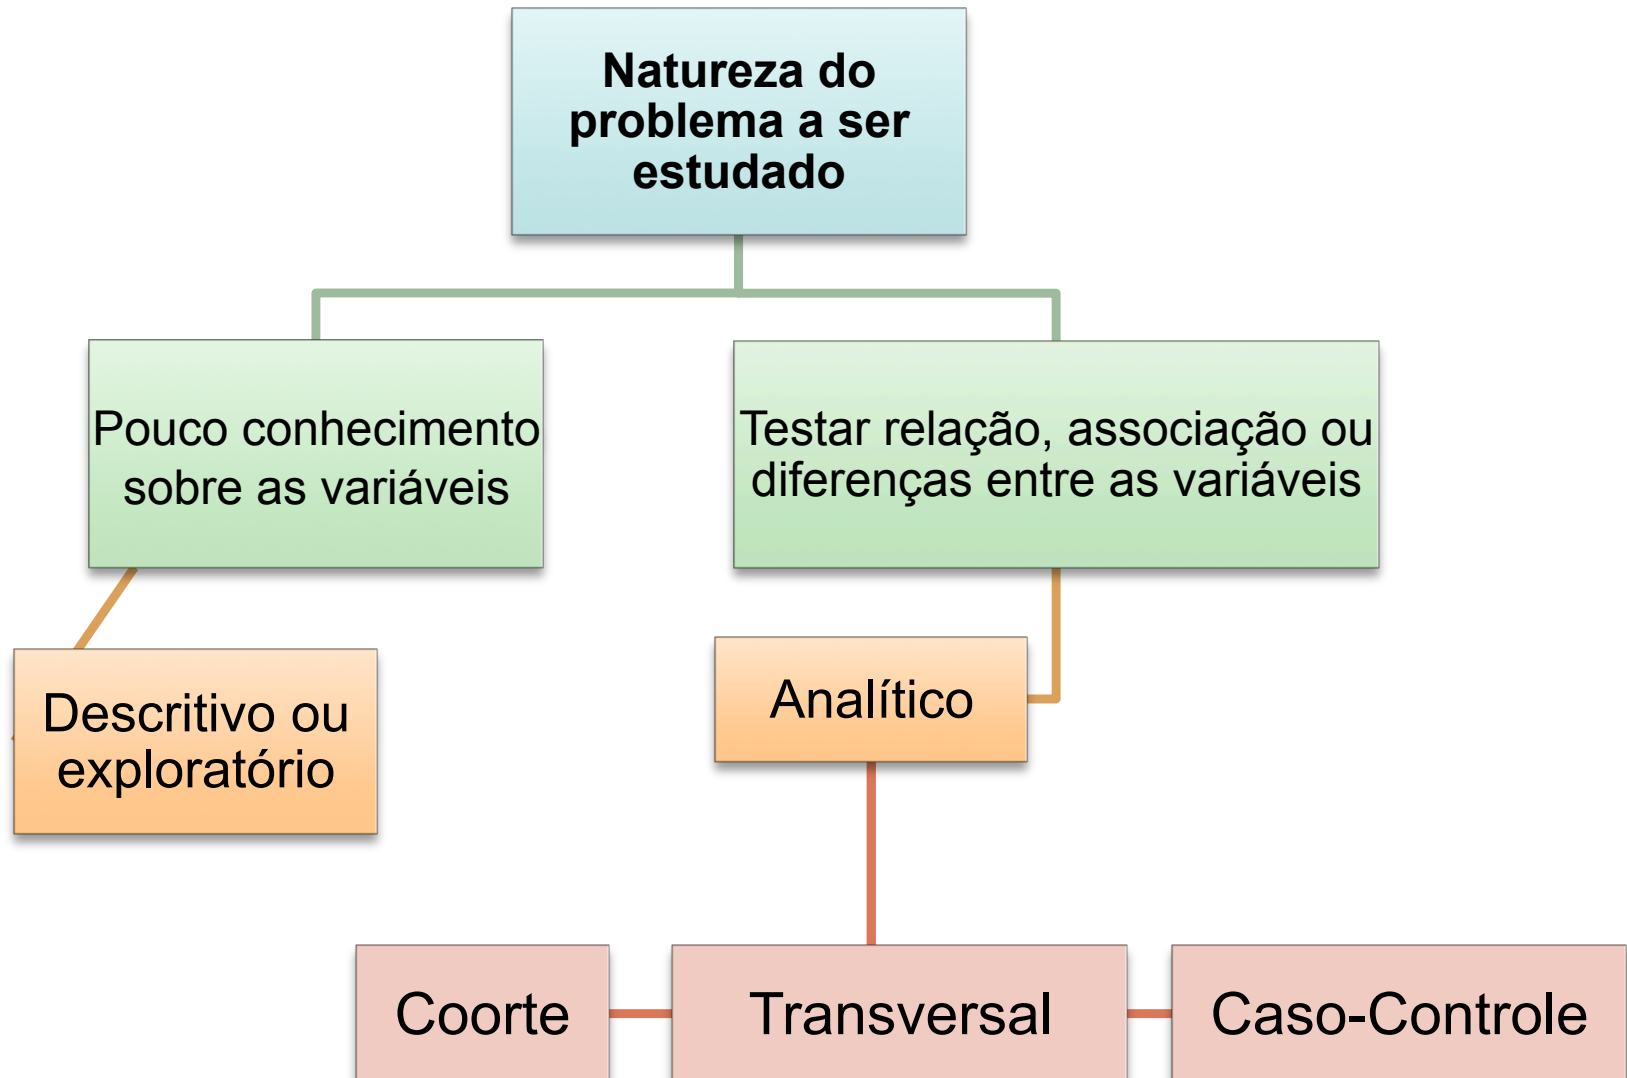 Natureza do
problema a ser
estudado
Pouco conhecimento
sobre as variáveis
Testar relação, associação ou
diferenças entre as variáveis
Descritivo ou
exploratório
Analítico
Coorte
Transversal
Caso-Controle